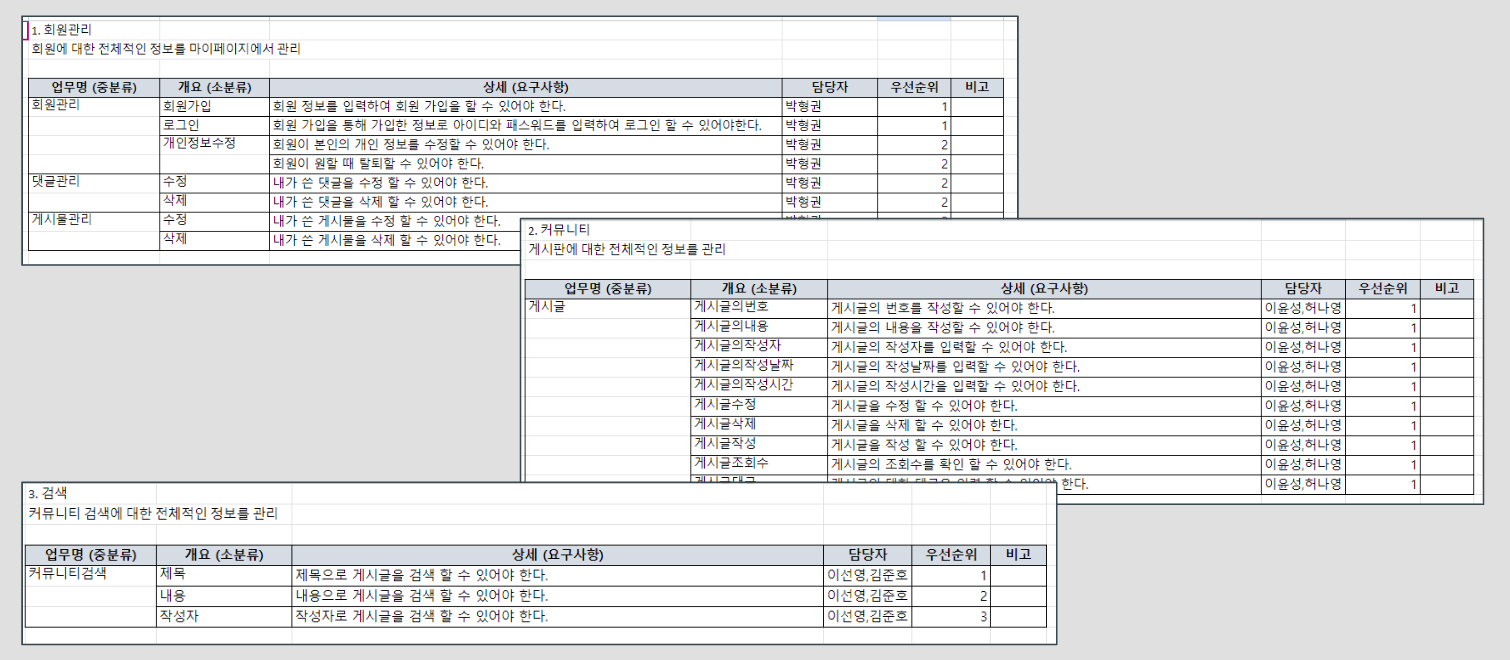 1. 회원관리
회원에 대한 전체적인 정보를 마이페이지에서 관리
업무명 (중분류) 개요 (소분류) 상세 (요구사항) 담당자 우선순위 비고
회원관리 회원가입 회원 정보를 입력하여 회원 가입을 할 수 있어야 한다. 박형권 1
로그인 회원 가입을 통해 가입한 정보로 아이디와 패스워드를 입력하여 로그인 할 수 있어야한다. 박형권 1
개인정보수정 회원이 본인의 개인 정보를 수정할 수 있어야 한다. 박형권 2
회원이 원할 때 탈퇴할 수 있어야 한다. 박형권 2
댓글관리 수정 내가 쓴 댓글을 수정 할 수 있어야 한다. 박형권 2
삭제 내가 쓴 댓글을 삭제 할 수 있어야 한다. 박형권 2
게시물관리 수정 내가 쓴 게시물을 수정 할 수 있어야 한다.
삭제 내가 쓴 게시물을 삭제 할 수 있어야 한다.
2. 커뮤니티
게시판에 대한 전체적인 정보를 관리
업무명 (중분류) 개요 (소분류) 상세 (요구사항) 담당자 우선순위 비고
게시글 게시글의번호 게시글의 번호를 작성할 수 있어야 한다. 이윤성,허나영 1
게시글의내용 게시글의 내용을 작성할 수 있어야 한다. 이윤성,허나영 1
게시글의작성자 게시글의 작성자를 입력할 수 있어야 한다. 이윤성,허나영 1
게시글의작성날짜 게시글의 작성날짜를 입력할 수 있어야 한다. 이윤성,허나영 1
게시글의작성시간 게시글의 작성시간을 입력할 수 있어야 한다. 이윤성,허나영 1
게시글수정 게시글을 수정 할 수 있어야 한다. 이윤성,허나영 1
게시글삭제 게시글을 삭제 할 수 있어야 한다. 이윤성,허나영 1
게시글작성 게시글을 작성 할 수 있어야 한다. 이윤성,허나영 1
게시글조회수 게시글의 조회수를 확인 할 수 있어야 한다. 이윤성,허나영 1
한다. 이윤성,허나영 1
3. 검색
커뮤니티 검색에 대한 전체적인 정보를 관리
업무명 (중분류) 개요 (소분류) 상세 (요구사항) 담당자 우선순위 비고
커뮤니티검색 제목 제목으로 게시글을 검색 할 수 있어야 한다. 이선영,김준호 1
내용 내용으로 게시글을 검색 할 수 있어야 한다. 이선영,김준호 2
작성자 작성자로 게시글을 검색 할 수 있어야 한다. 이선영,김준호 3